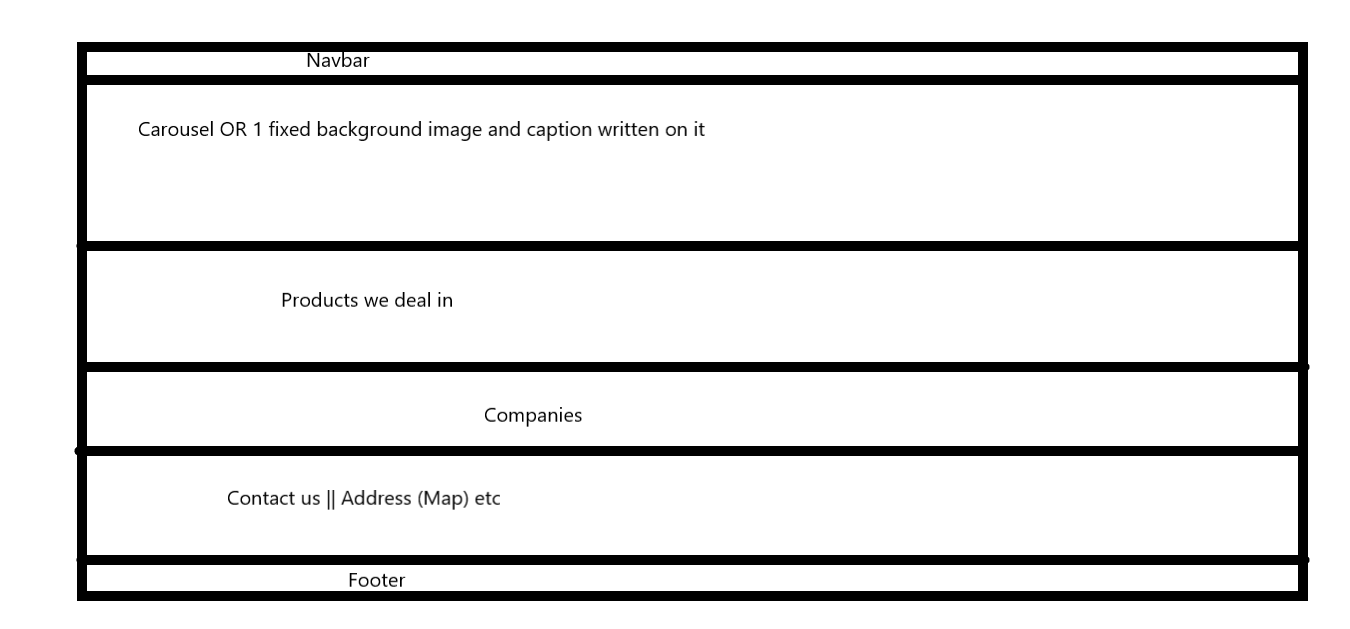 Navbar
Carousel OR 1 fixed background image and caption written on it
Products we deal in
Companies
Contact us || Address (Map) etc
Footer